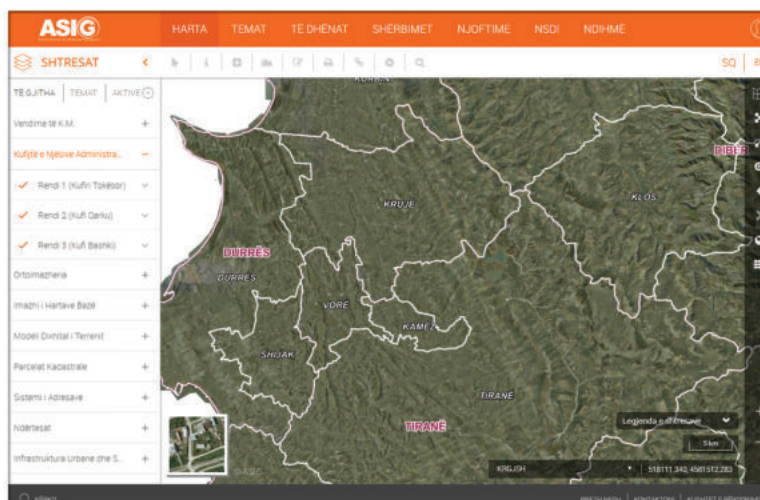 ASIG
HARTA TEMAT TË DHËNAT SHËRBIMET NJOFTIME NSDI NDIHMË
SHTRESAT
SQ
TË GJITHA TEMAT AKTIVE
Vendime të K.M.
Kufijtë e Njësive Administra...
Rendi 1 (Kufiri Tokësor)
Rendi 2 (Kufi Qarku)
Rendi 3 (Kufi Bashki)
Ortoimazheria
Imazhi i Hartave Bazë
Modeli Dixhital i Terrenit
Parcelat Kadastrale
Sistemi i Adresave
Ndërtesat
Infrastruktura Urbane dhe S...
KURBIN
DIBËR
KRUJË
KLOS
DURRËS
DURRËS
VORË
KAMËZ
SHIJAK
TIRANË
TIRANË
Legjenda e shtresave
5 km
KRGJSH
518111.340, 4581512.283